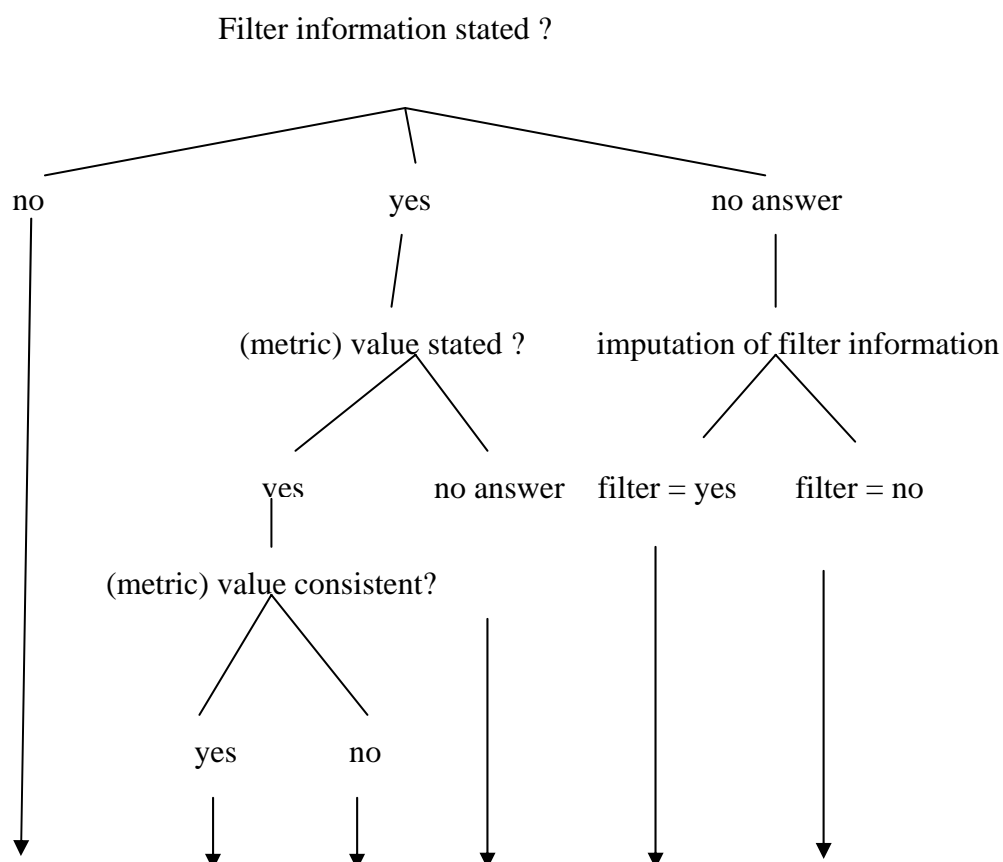 Filter information stated ?
no
yes
no answer
(metric) value stated ?
imputation of filter information
yes
no answer
filter = yes
filter = no
(metric) value consistent?
yes
no